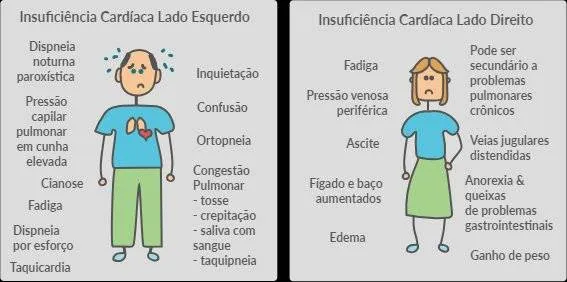 Insuficiência Cardíaca Lado Esquerdo
Dispneia
noturna
paroxística
Pressão
capilar
pulmonar
em cunha
elevada
Cianose
Fadiga
Dispneia
por esforço
Taquicardia
Inquietação
Confusão
Ortopneia
Congestão
Pulmonar
- tosse
- crepitação
- saliva com
sangue
- taquipneia
Insuficiência Cardíaca Lado Direito
Fadiga
Pressão venosa
periférica
Ascite
Fígado e baço
aumentados
Edema
Pode ser
secundário a
problemas
pulmonares
crônicos
Veias jugulares
distendidas
Anorexia &
queixas
de problemas
gastrointestinais
Ganho de peso